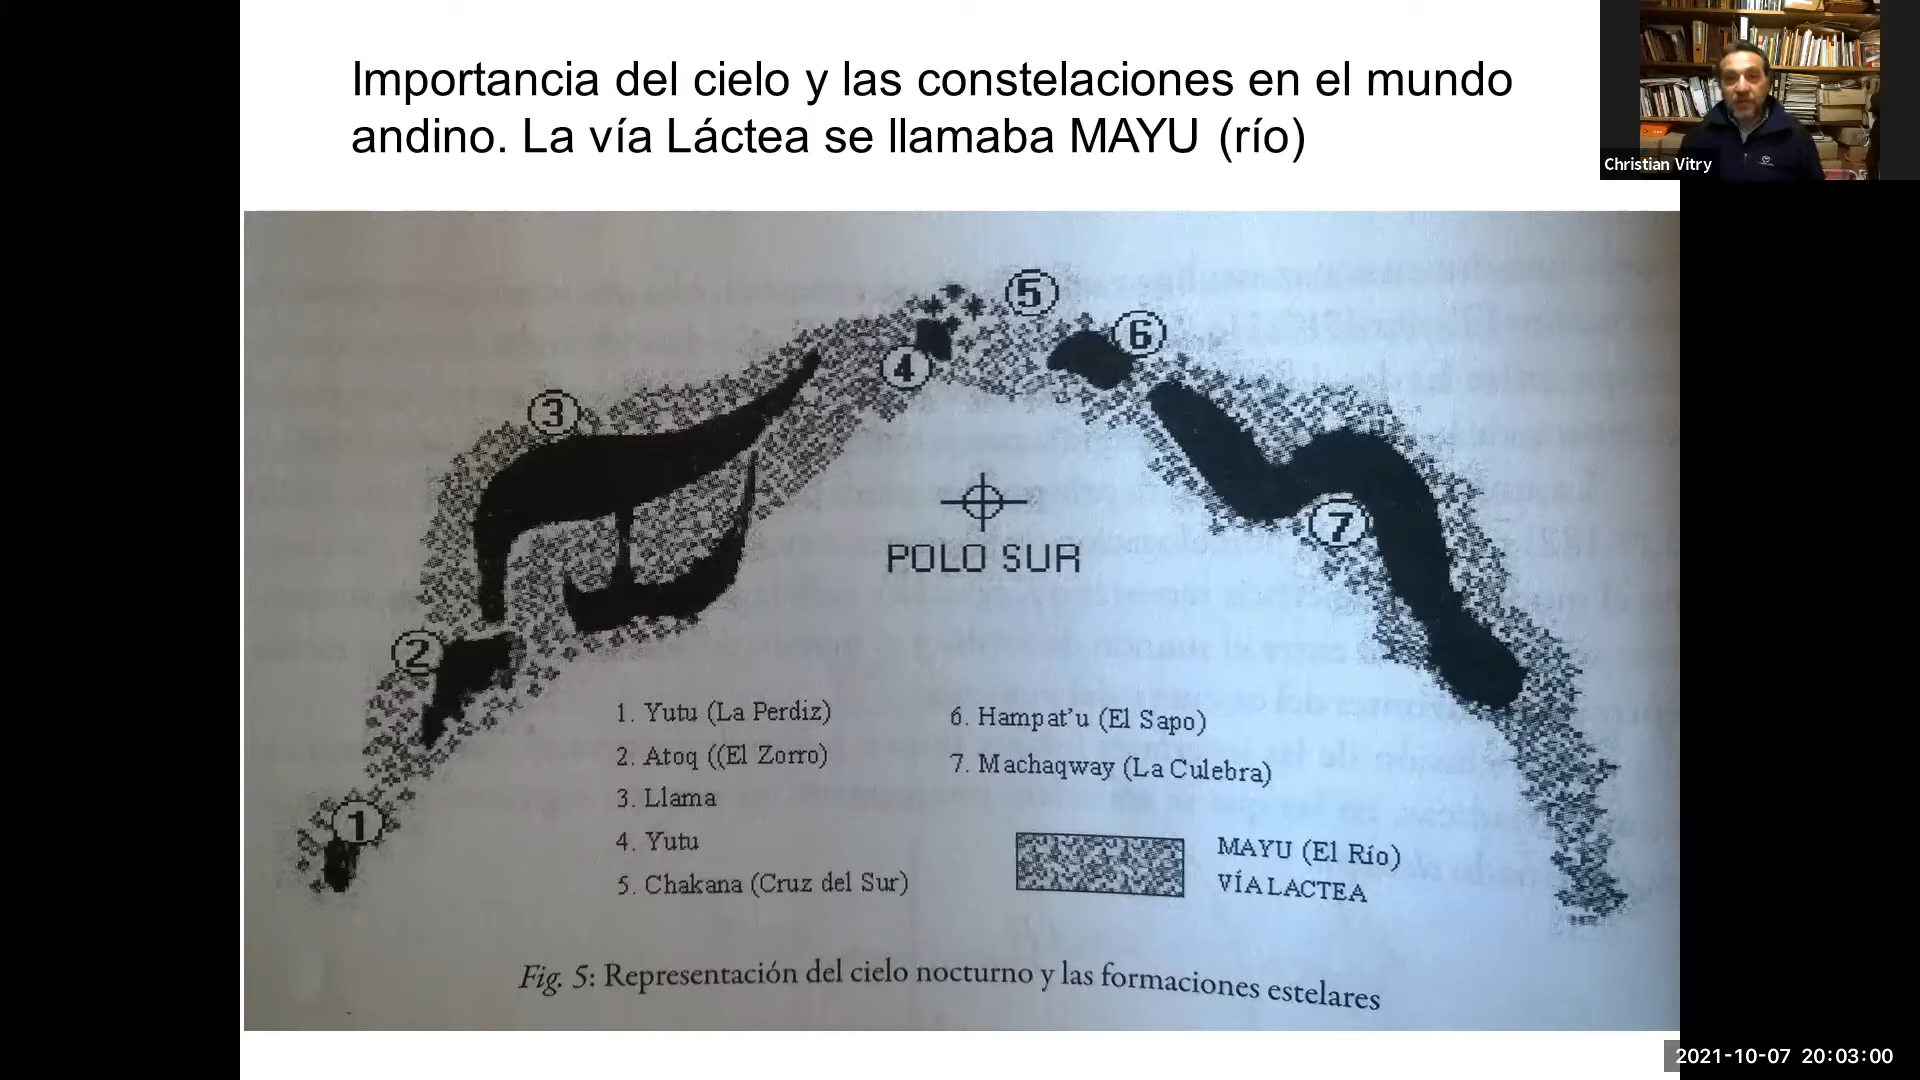 Importancia del cielo y las constelaciones en el mundo
andino. La vía Láctea se llamaba MAYU (río)
Christian Vitry
5
6
4
3
7
POLO SUR
2
1
1. Yutu (La Perdiz)
2. Atoq ((El Zorro)
3. Llama
4. Yutu
5. Chakana (Cruz del Sur)
6. Hampat’u (El Sapo)
7. Machaqway (La Culebra)
MAYU (El Río)
VÍA LACTEA
Fig. 5: Representación del cielo nocturno y las formaciones estelares
2021-10-07 20:03:00